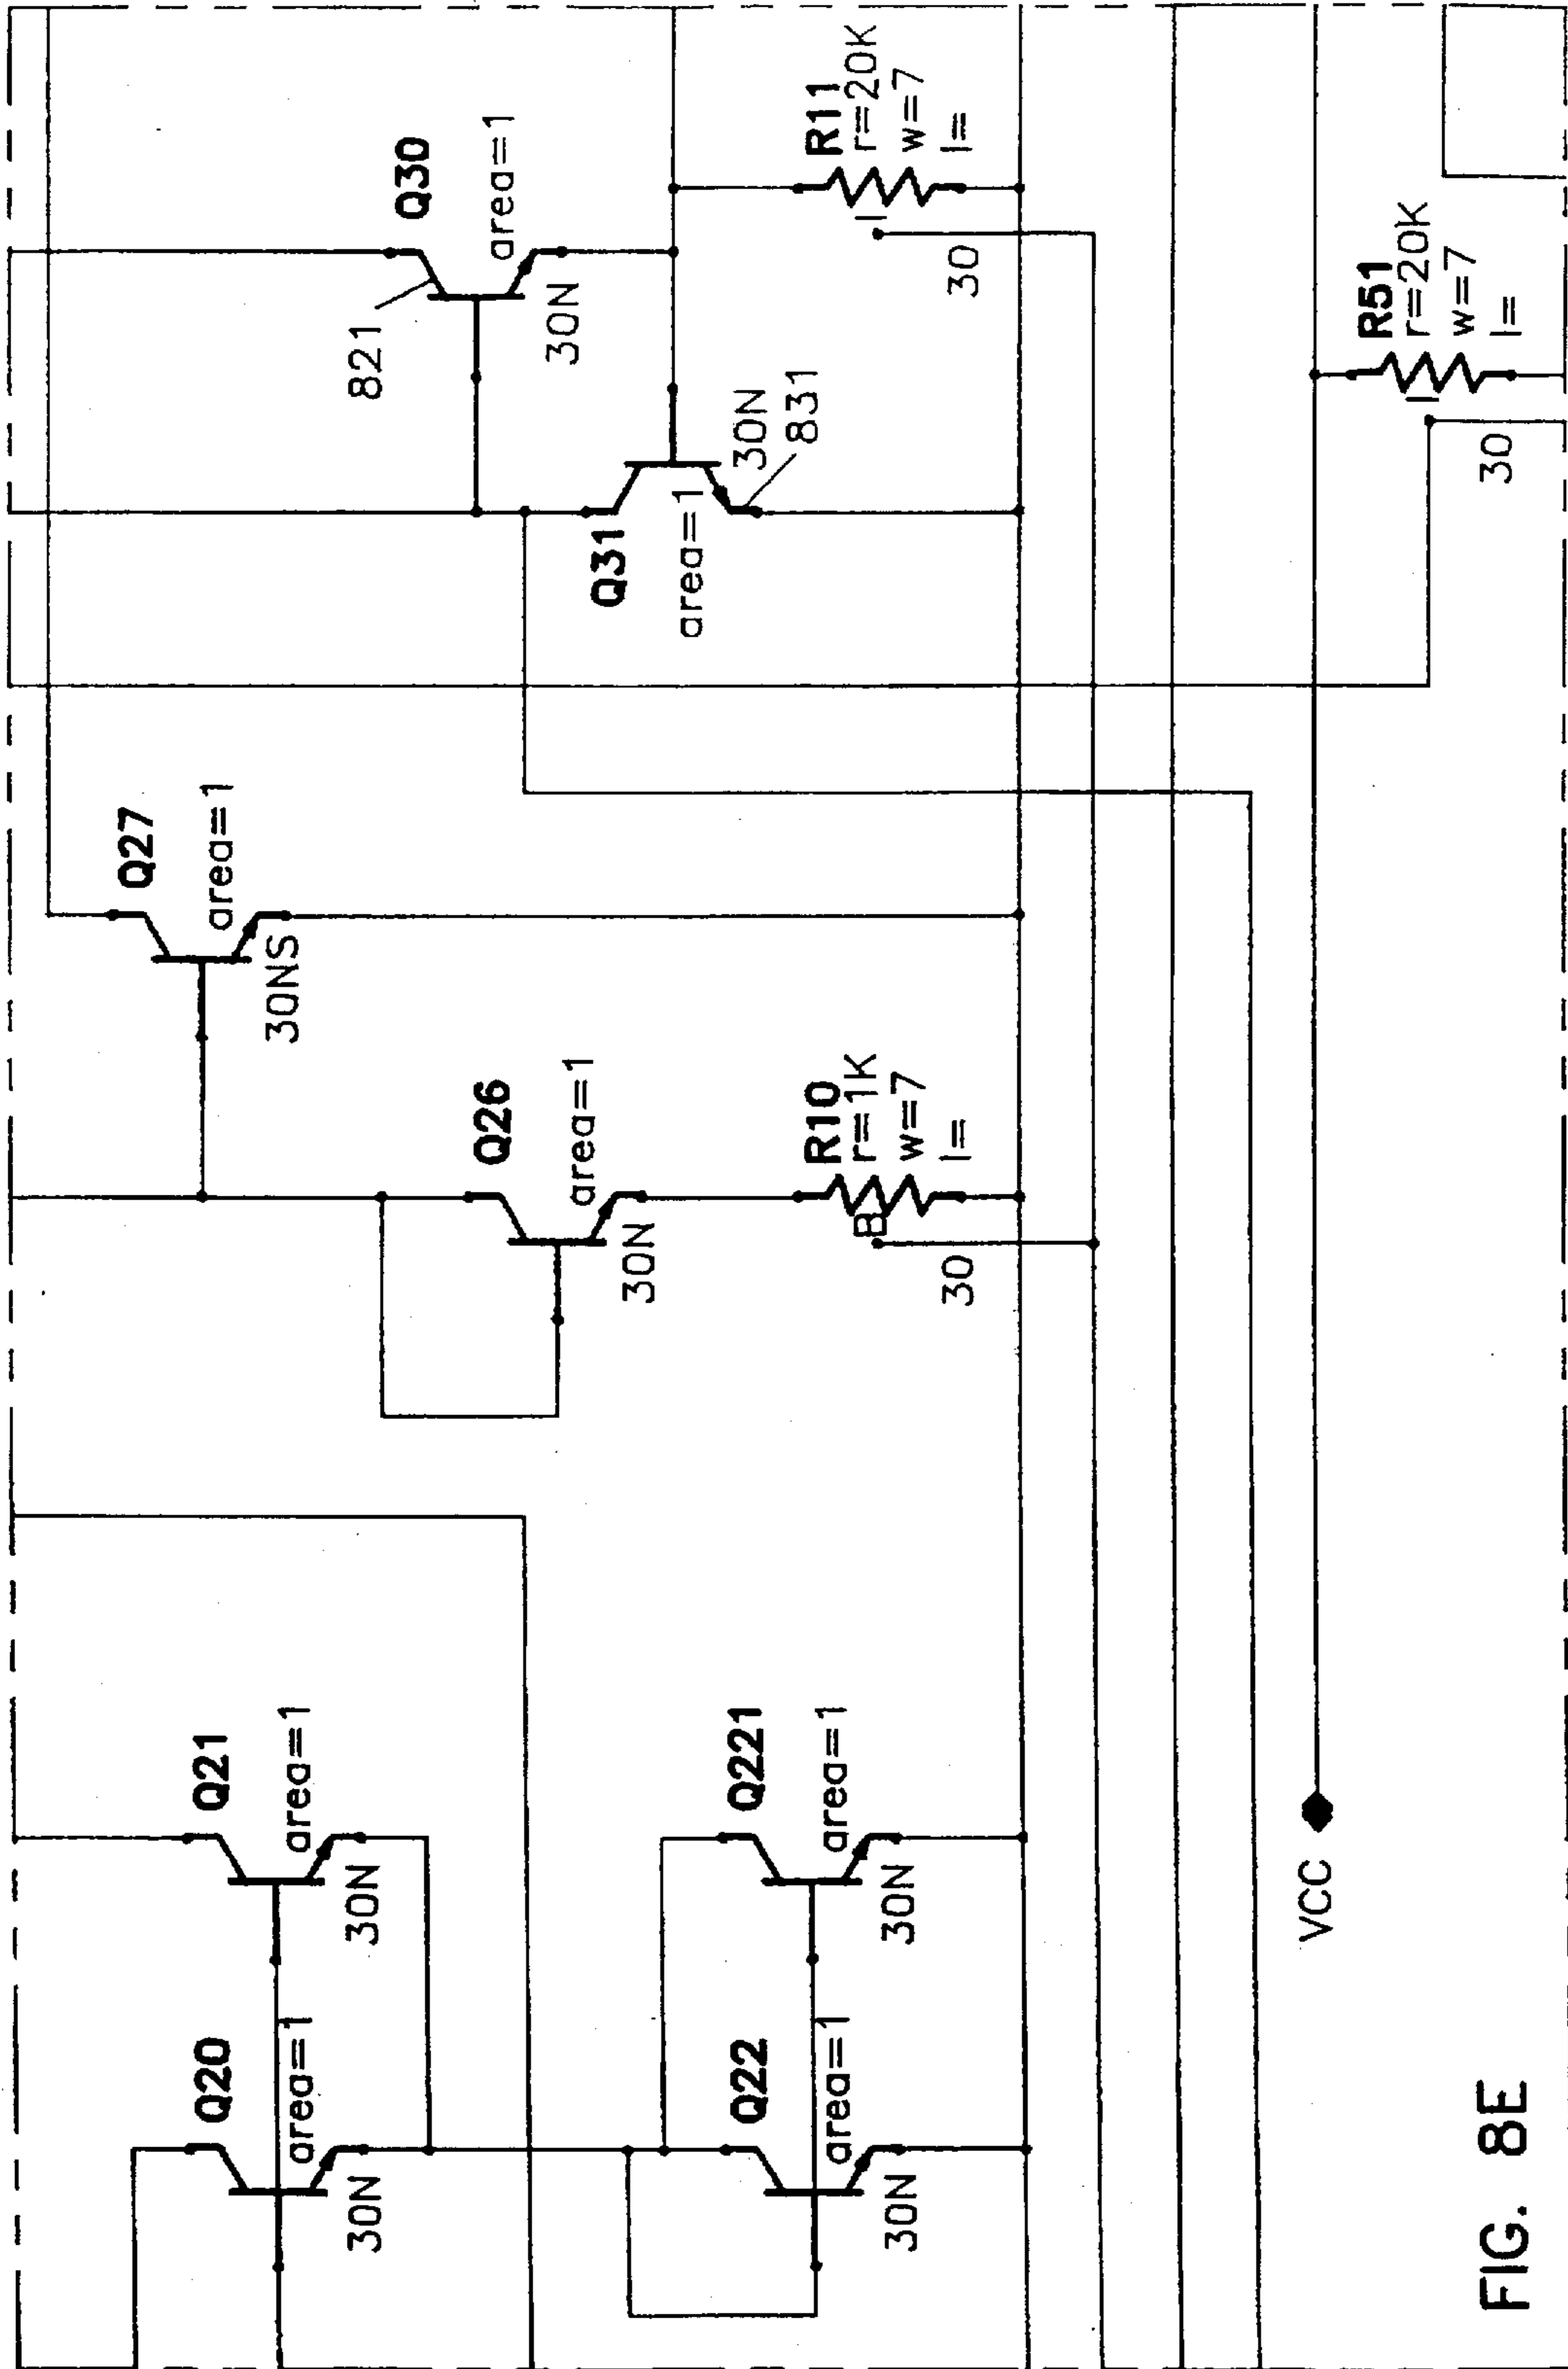 Q20
area=1
30N
Q21
area=1
30N
Q22
area=1
30N
Q221
area=1
30N
Q26
area=1
30N
R10
r=1K
w=7
l=
B
30
Q27
area=1
30NS
Q31
area=1
30N
831
821
Q30
area=1
30N
R11
r=20K
w=7
l=
I
30
R51
r=20K
w=7
l=
I
30
VCC
FIG. 8E